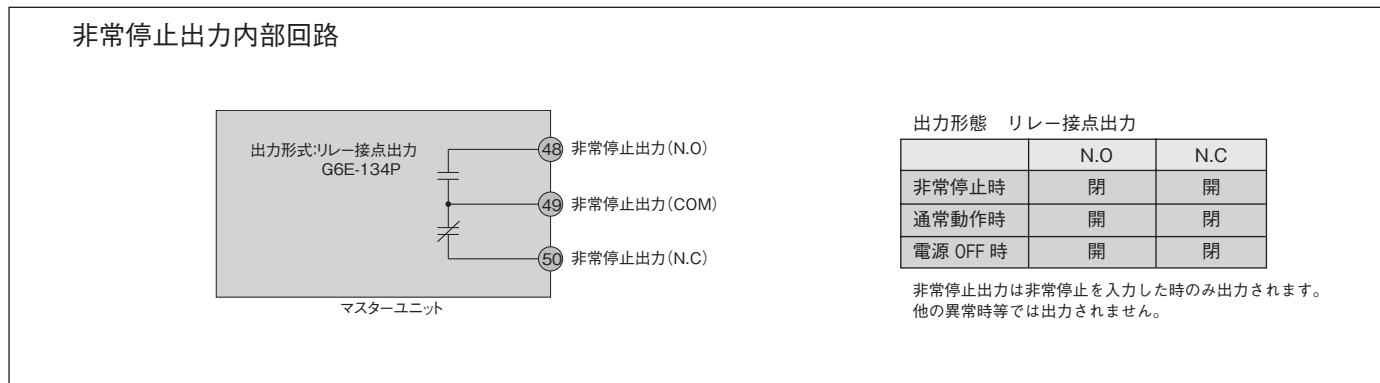 非常停止出力内部回路
出力形式:リレー接点出力
G6E-134P
48 非常停止出力(N.O)
49 非常停止出力(COM)
50 非常停止出力(N.C)
マスターユニット
出力形態 リレー接点出力
N.O N.C
非常停止時 閉 開
通常動作時 開 閉
電源 OFF 時 開 閉
非常停止出力は非常停止を入力した時のみ出力されます。
他の異常時等では出力されません。